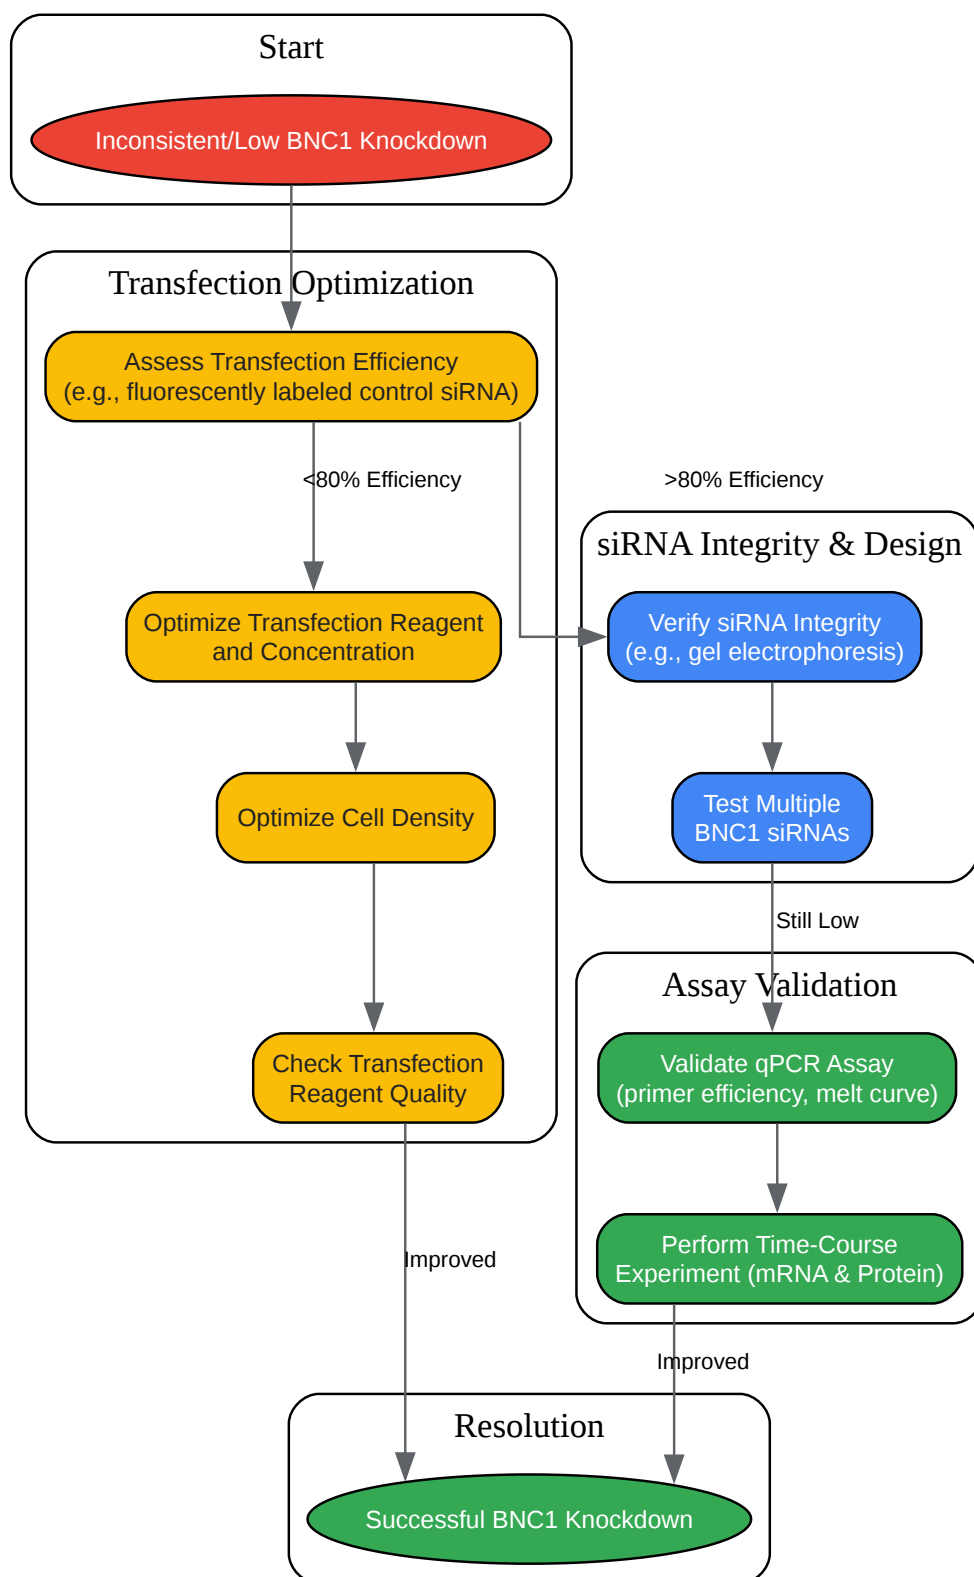 Start
Inconsistent/Low BNC1 Knockdown
Transfection Optimization
Assess Transfection Efficiency
(e.g., fluorescently labeled control siRNA)
<80% Efficiency
>80% Efficiency
siRNA Integrity & Design
Optimize Transfection Reagent
and Concentration
Verify siRNA Integrity
(e.g., gel electrophoresis)
Optimize Cell Density
Test Multiple
BNC1 siRNAs
Still Low
Assay Validation
Check Transfection
Reagent Quality
Validate qPCR Assay
(primer efficiency, melt curve)
Improved
Perform Time-Course
Experiment (mRNA & Protein)
Improved
Resolution
Successful BNC1 Knockdown